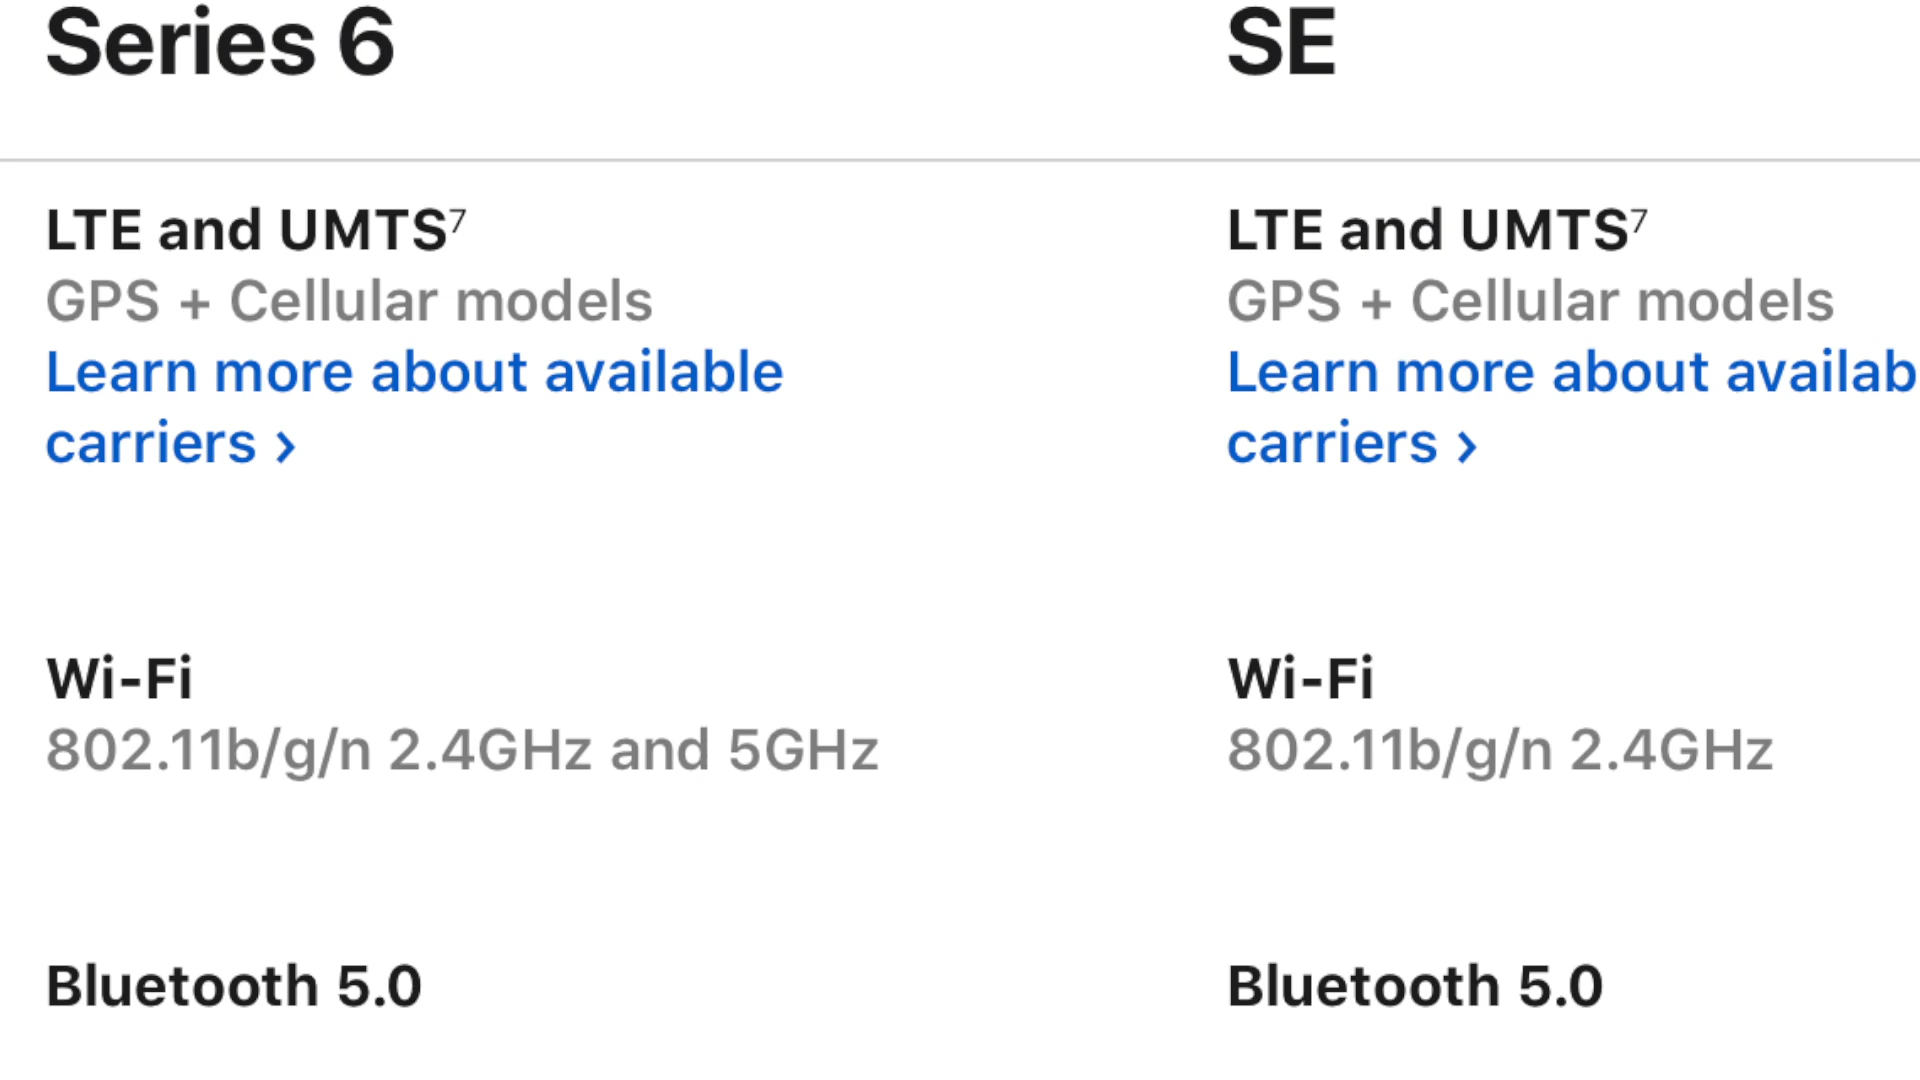 Series 6
SE
LTE and UMTS7
GPS + Cellular models
Learn more about available
carriers ›
LTE and UMTS7
GPS + Cellular models
Learn more about availab
carriers ›
Wi-Fi
802.11b/g/n 2.4GHz and 5GHz
Wi-Fi
802.11b/g/n 2.4GHz
Bluetooth 5.0
Bluetooth 5.0